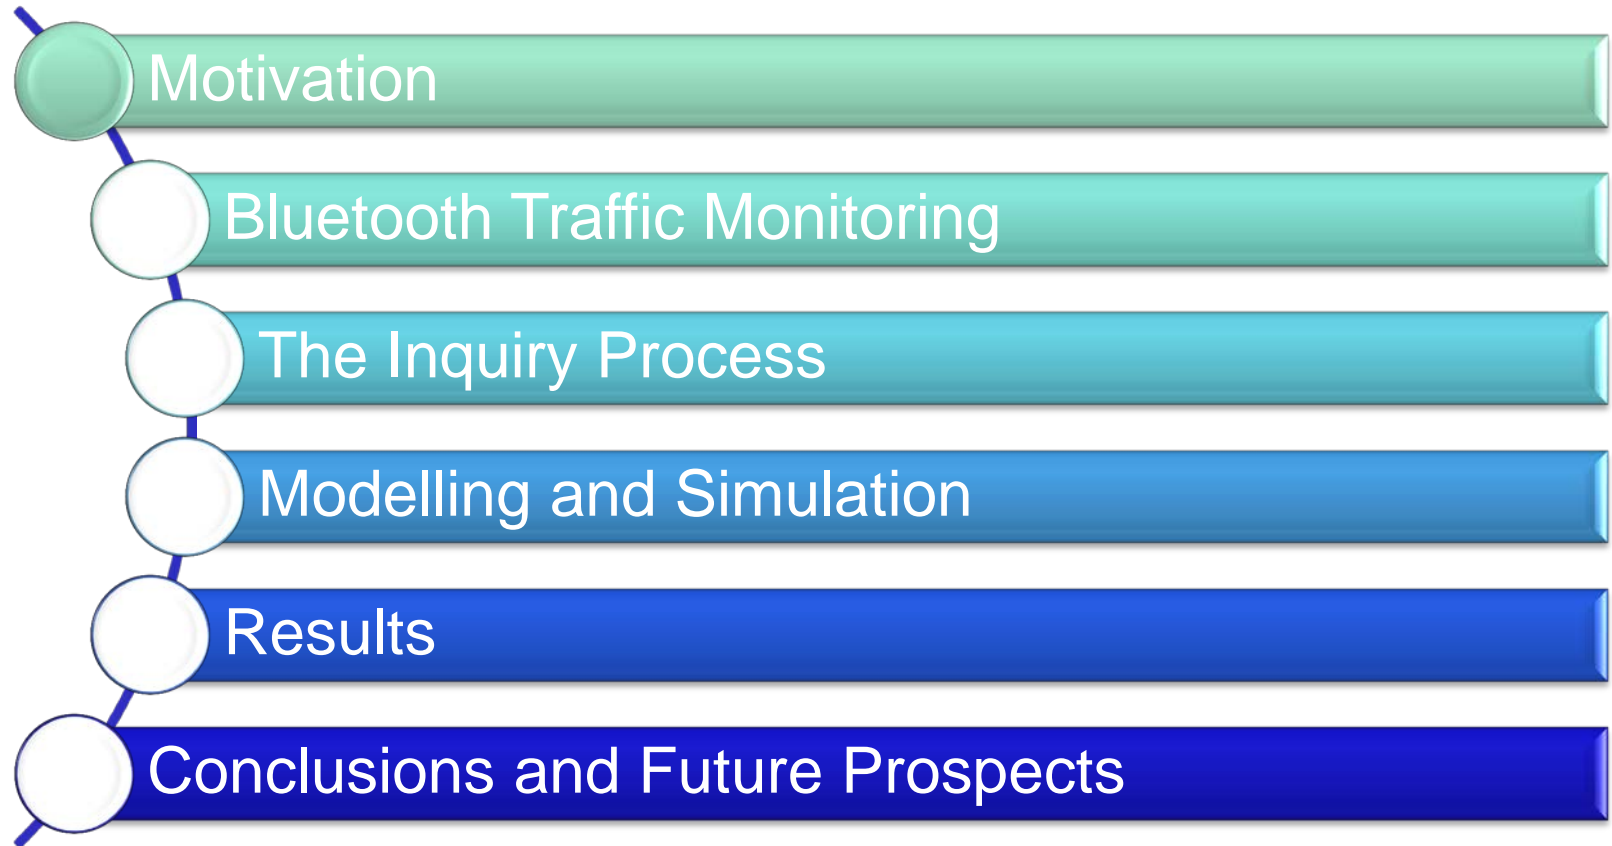 Motivation
Bluetooth Traffic Monitoring
The Inquiry Process
Modelling and Simulation
Results
Conclusions and Future Prospects